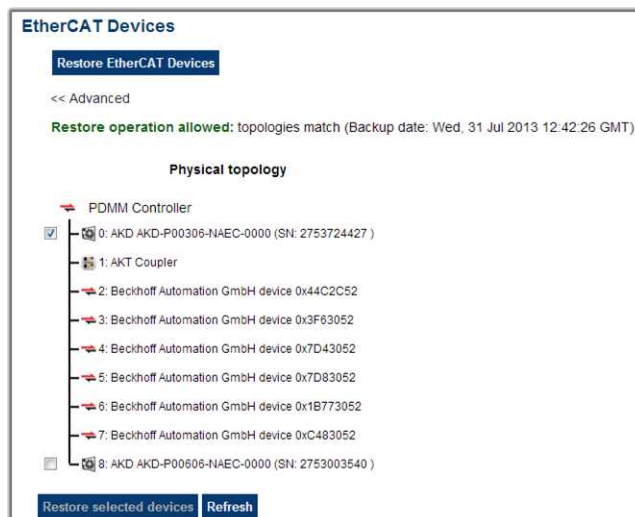 EtherCAT Devices
Restore EtherCAT Devices
<< Advanced
Restore operation allowed: topologies match (Backup date: Wed, 31 Jul 2013 12:42:26 GMT)
Physical topology
PDMM Controller
0: AKD AKD-P00306-NAEC-0000 (SN: 2753724427 )
1: AKT Coupler
2: Beckhoff Automation GmbH device 0x44C2C52
3: Beckhoff Automation GmbH device 0x3F63052
4: Beckhoff Automation GmbH device 0x7D43052
5: Beckhoff Automation GmbH device 0x7D83052
6: Beckhoff Automation GmbH device 0x1B773052
7: Beckhoff Automation GmbH device 0xC483052
8: AKD AKD-P00606-NAEC-0000 (SN: 2753003540 )
Restore selected devices Refresh